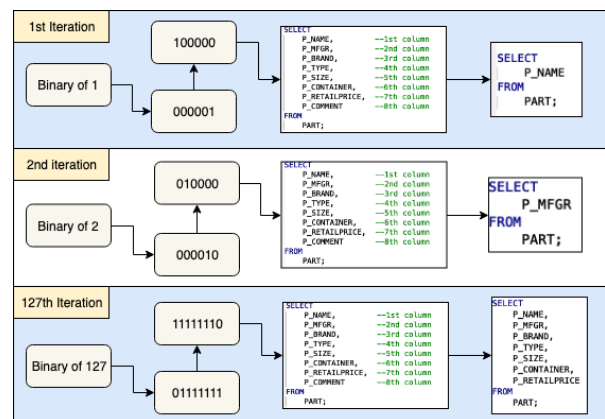 1st Iteration
Binary of 1
100000
000001
SELECT
P_NAME, --1st column
P_MFGR, --2nd column
P_BRAND, --3rd column
P_TYPE, --4th column
P_SIZE, --5th column
P_CONTAINER, --6th column
P_RETAILPRICE, --7th column
P_COMMENT --8th column
FROM
PART;
SELECT
P_NAME
FROM
PART;
2nd iteration
Binary of 2
010000
000010
SELECT
P_NAME, --1st column
P_MFGR, --2nd column
P_BRAND, --3rd column
P_TYPE, --4th column
P_SIZE, --5th column
P_CONTAINER, --6th column
P_RETAILPRICE, --7th column
P_COMMENT --8th column
FROM
PART;
SELECT
P_MFGR
FROM
PART;
127th Iteration
Binary of 127
11111110
01111111
SELECT
P_NAME, --1st column
P_MFGR, --2nd column
P_BRAND, --3rd column
P_TYPE, --4th column
P_SIZE, --5th column
P_CONTAINER, --6th column
P_RETAILPRICE, --7th column
P_COMMENT --8th column
FROM
PART;
SELECT
P_NAME,
P_MFGR,
P_BRAND,
P_TYPE,
P_SIZE,
P_CONTAINER,
P_RETAILPRICE
FROM
PART;